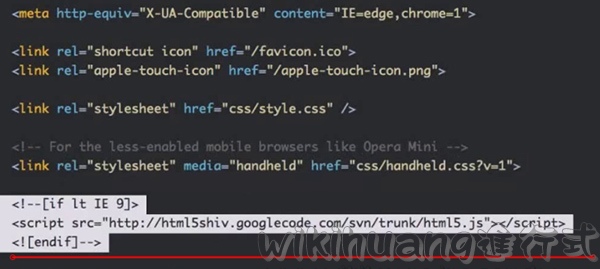 <meta http-equiv="X-UA-Compatible" content="IE=edge,chrome=1">
<link rel="shortcut icon" href="/favicon.ico">
<link rel="apple-touch-icon" href="/apple-touch-icon.png">
<link rel="stylesheet" href="css/style.css" />
<!-- For the less-enabled mobile browsers like Opera Mini -->
<link rel="stylesheet" media="handheld" href="css/handheld.css?v=1">
<!--[if lt IE 9]>
<script src="http://html5shiv.googlecode.com/svn/trunk/html5.js"></script>
<![endif]-->
wikihuang進行式